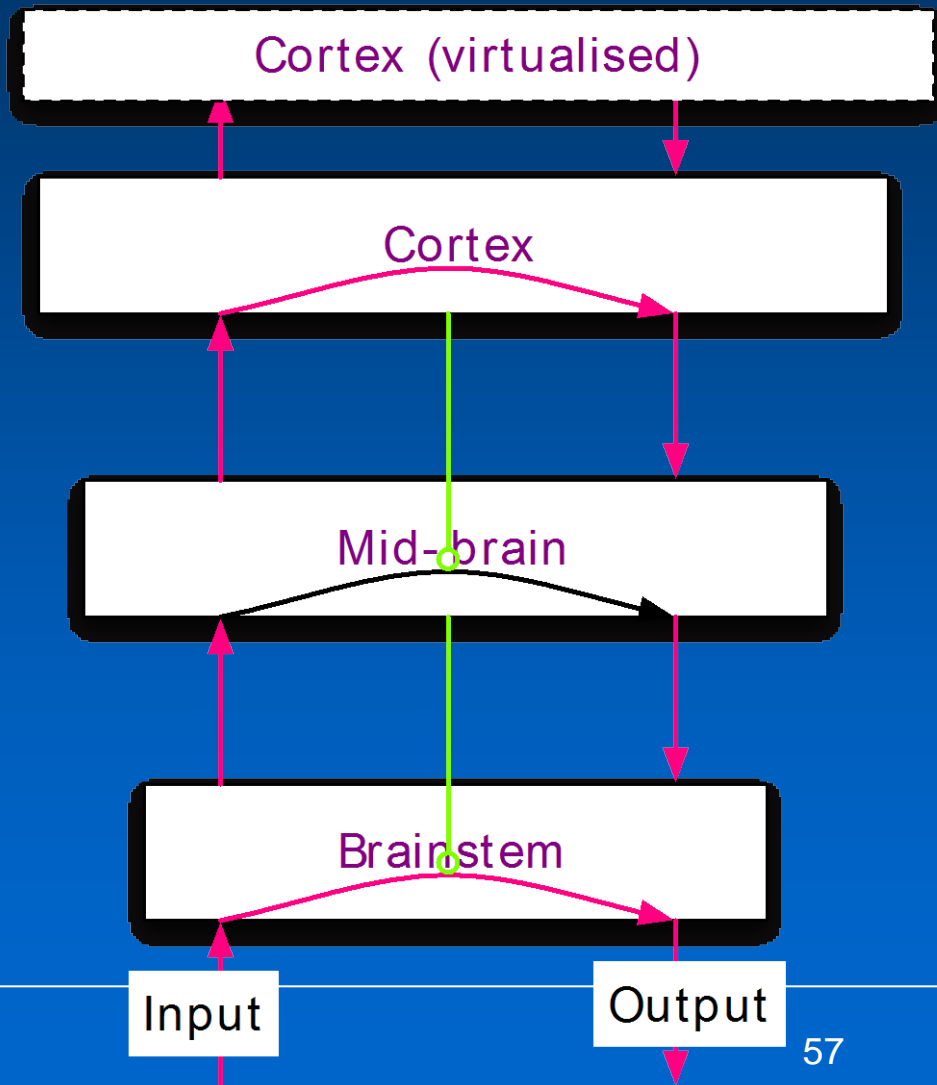 Cortex (virtualised)
Cortex
Mid-brain
Brainstem
Input
Output
57